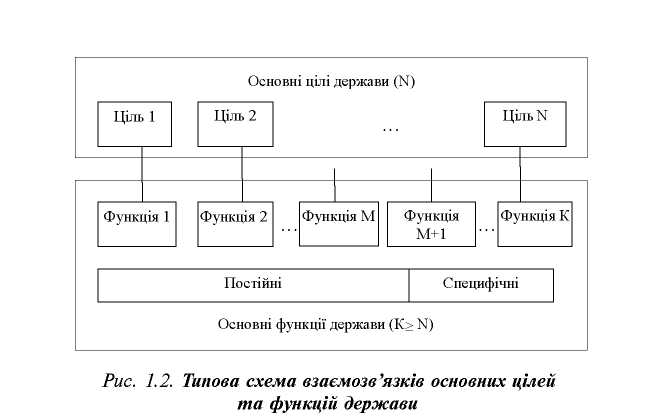 Основні цілі держави (N)
Ціль 1 Ціль 2 … Ціль N
Функція 1 Функція 2 … Функція M Функція M+1 … Функція K
Постійні Специфічні
Основні функції держави (K≥ N)
Рис. 1.2. Типова схема взаємозв’язків основних цілей
та функцій держави